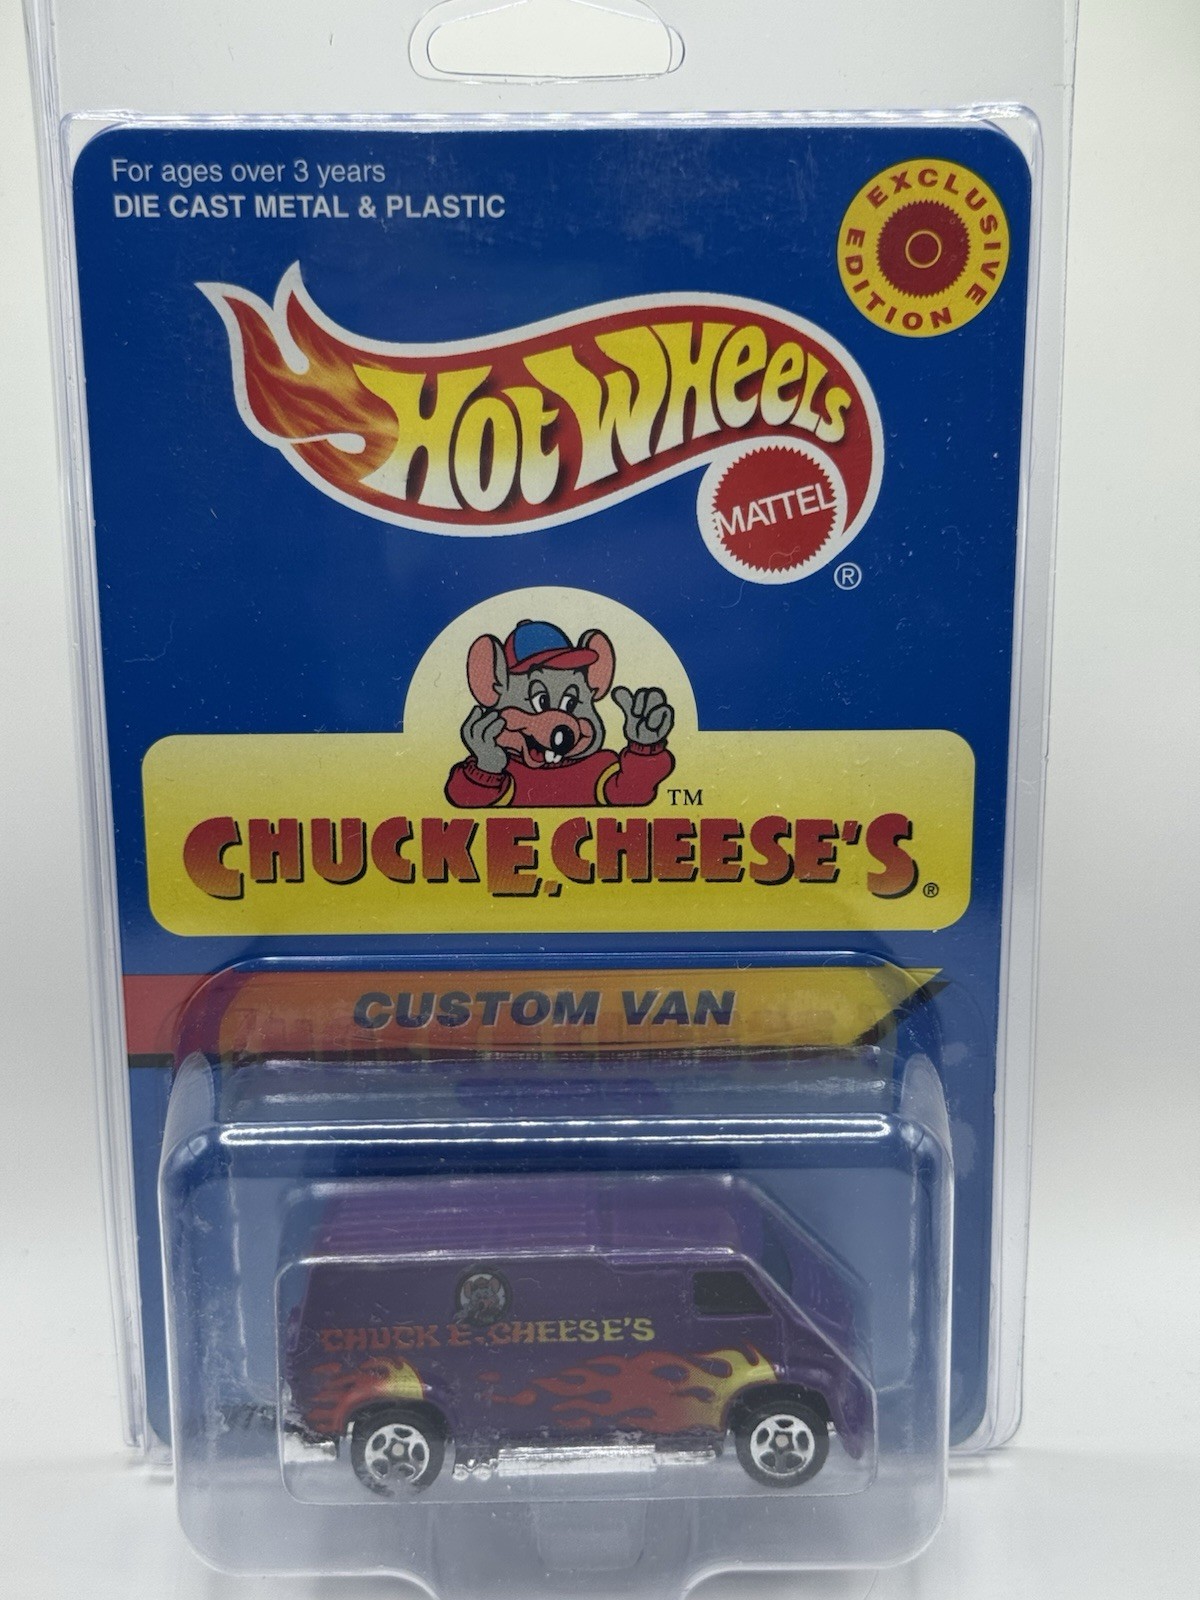 For ages over 3 years
DIE CAST METAL & PLASTIC
EXCLUSIVE
EDITION
Hot Wheels
MATTEL
®
TM
CHUCK E. CHEESE'S
®
CUSTOM VAN
CHUCK E. CHEESE'S